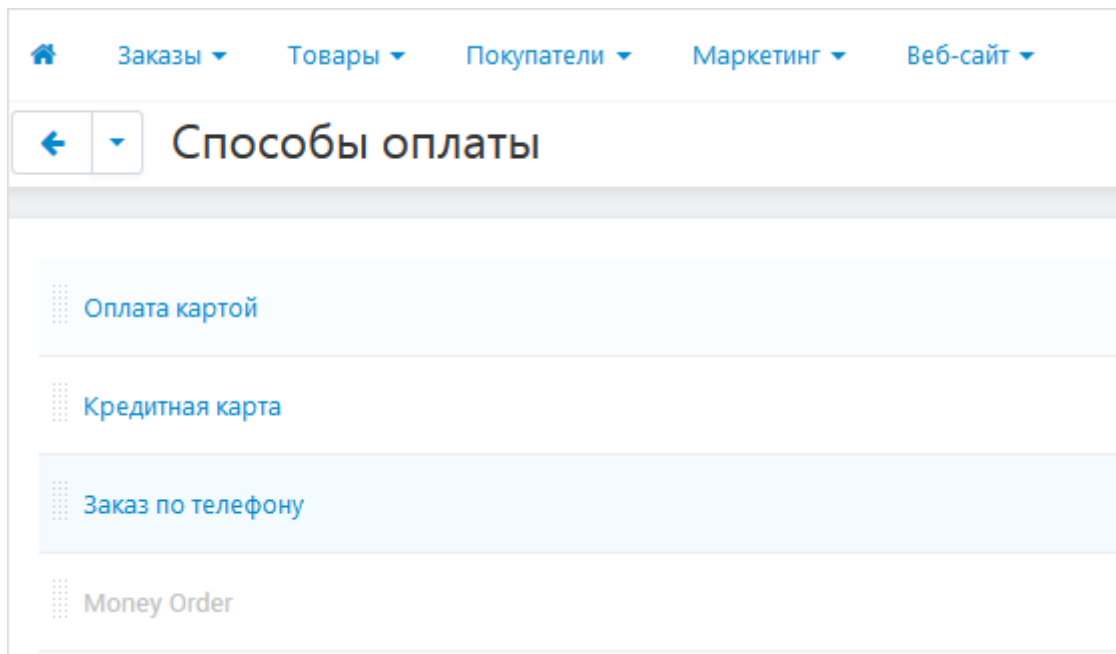 Заказы Товары Покупатели Маркетинг Веб-сайт
Способы оплаты
Оплата картой
Кредитная карта
Заказ по телефону
Money Order